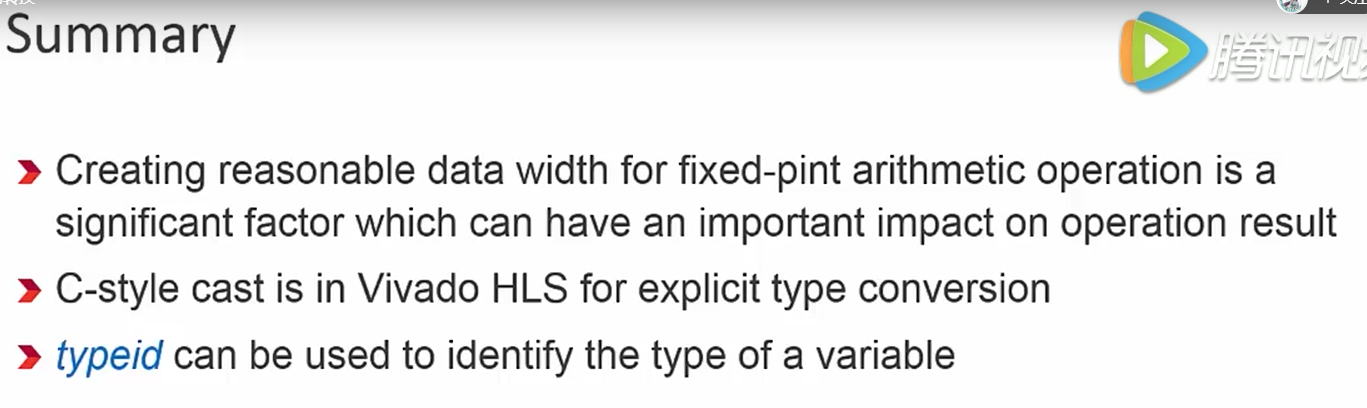 Summary
腾讯视
Creating reasonable data width for fixed-pint arithmetic operation is a
significant factor which can have an important impact on operation result
C-style cast is in Vivado HLS for explicit type conversion
typeid can be used to identify the type of a variable